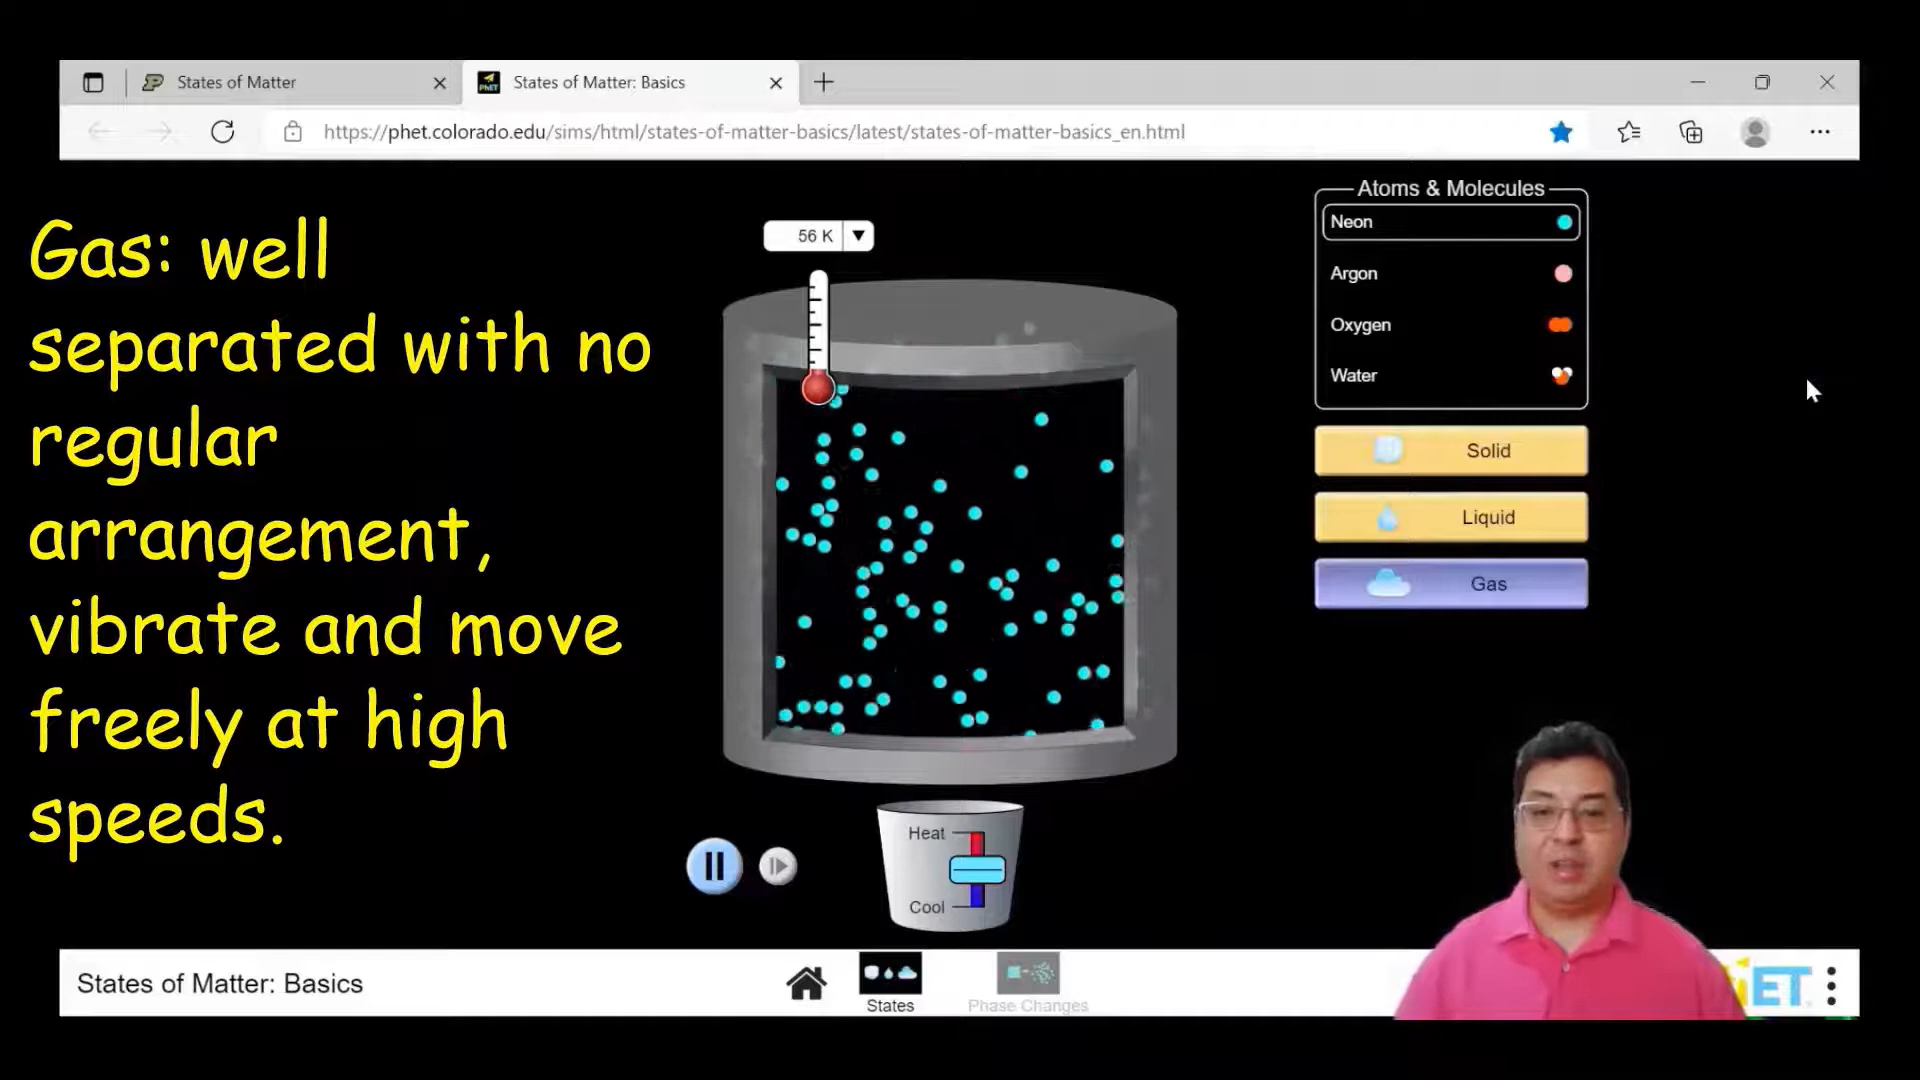 States of Matter
States of Matter: Basics
https://phet.colorado.edu/sims/html/states-of-matter-basics/latest/states-of-matter-basics_en.html
Gas: well
separated with no
regular
arrangement,
vibrate and move
freely at high
speeds.
56 K
Atoms & Molecules
Neon
Argon
Oxygen
Water
Solid
Liquid
Gas
Heat
Cool
States of Matter: Basics
States
Phase Changes
ET